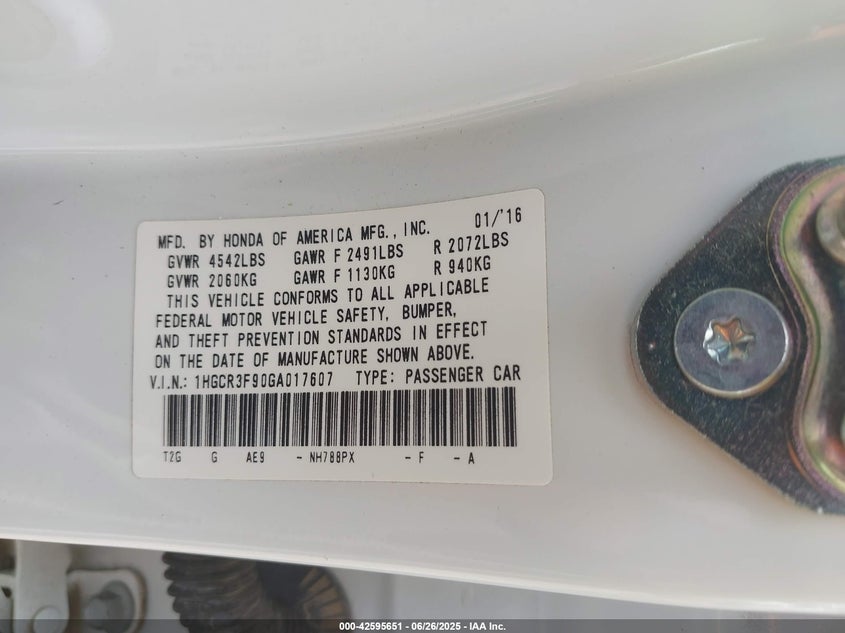 MFD. BY HONDA OF AMERICA MFG., INC. 01/'16
GVWR 4542LBS GAWR F 2491LBS R 2072LBS
GVWR 2060KG GAWR F 1130KG R 940KG
THIS VEHICLE CONFORMS TO ALL APPLICABLE
FEDERAL MOTOR VEHICLE SAFETY, BUMPER,
AND THEFT PREVENTION STANDARDS IN EFFECT
ON THE DATE OF MANUFACTURE SHOWN ABOVE.
V.I.N.: 1HGCR3F90GA017607 TYPE: PASSENGER CAR
T2G G AE9 - NH788PX - F - A
000-42595651 | 06/26/2025 - IAA Inc.